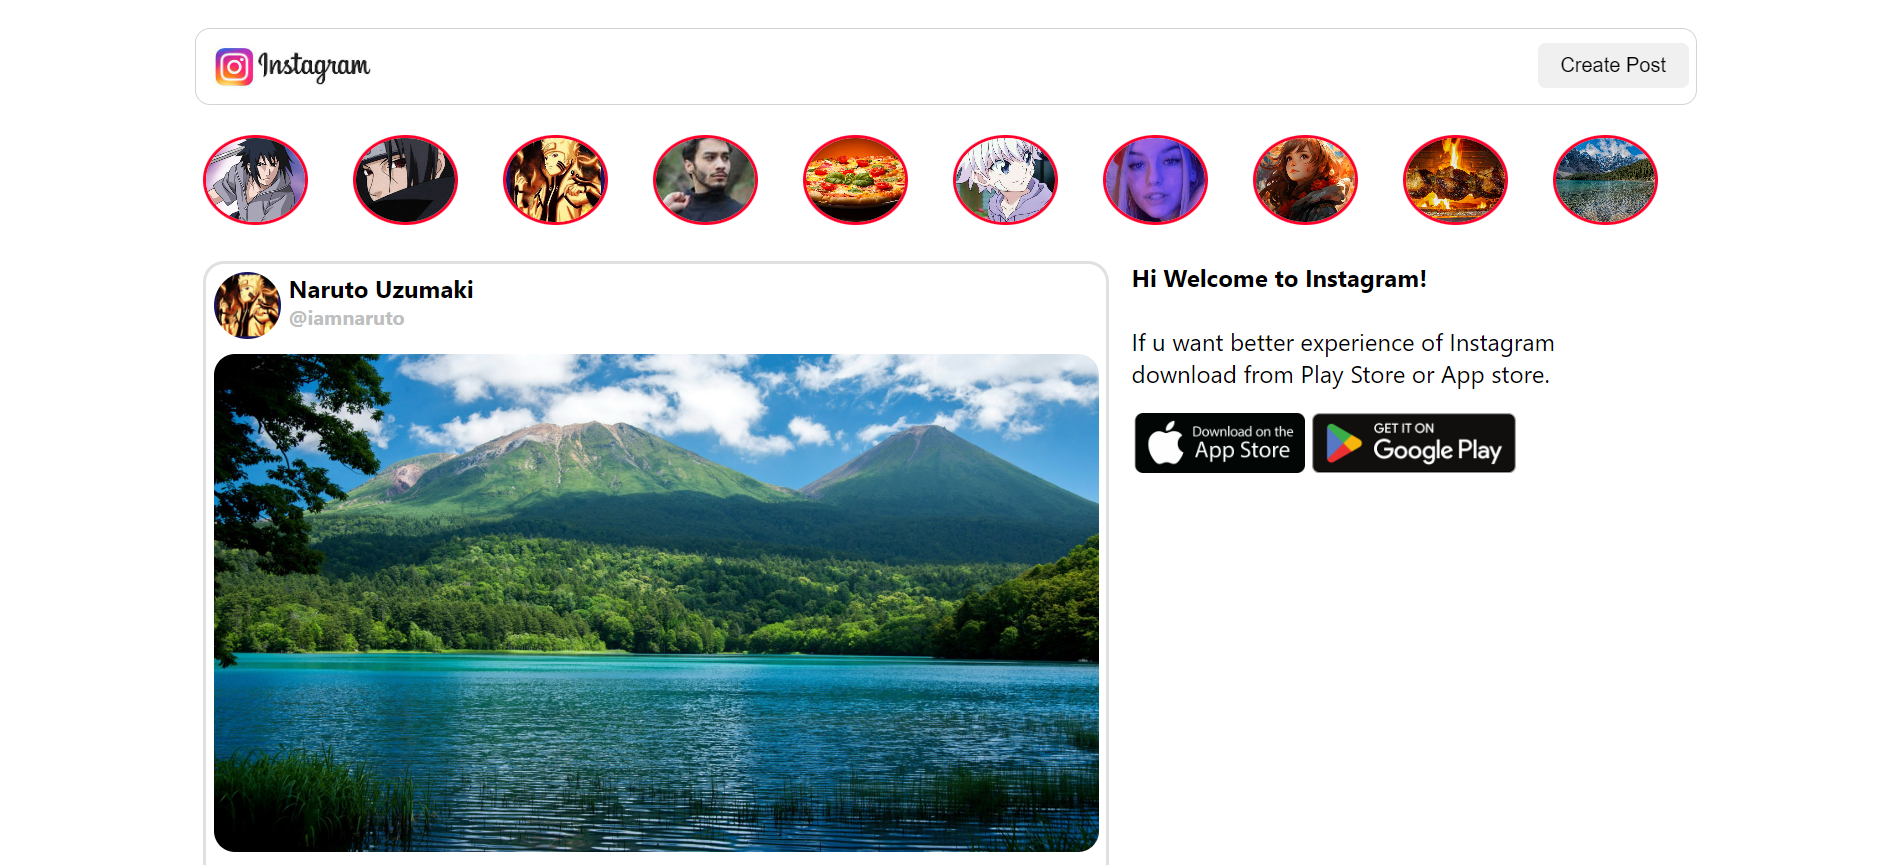 Instagram
Create Post
Naruto Uzumaki
@iamnaruto
Hi Welcome to Instagram!
If u want better experience of Instagram
download from Play Store or App store.
Download on the
App Store
GET IT ON
Google Play